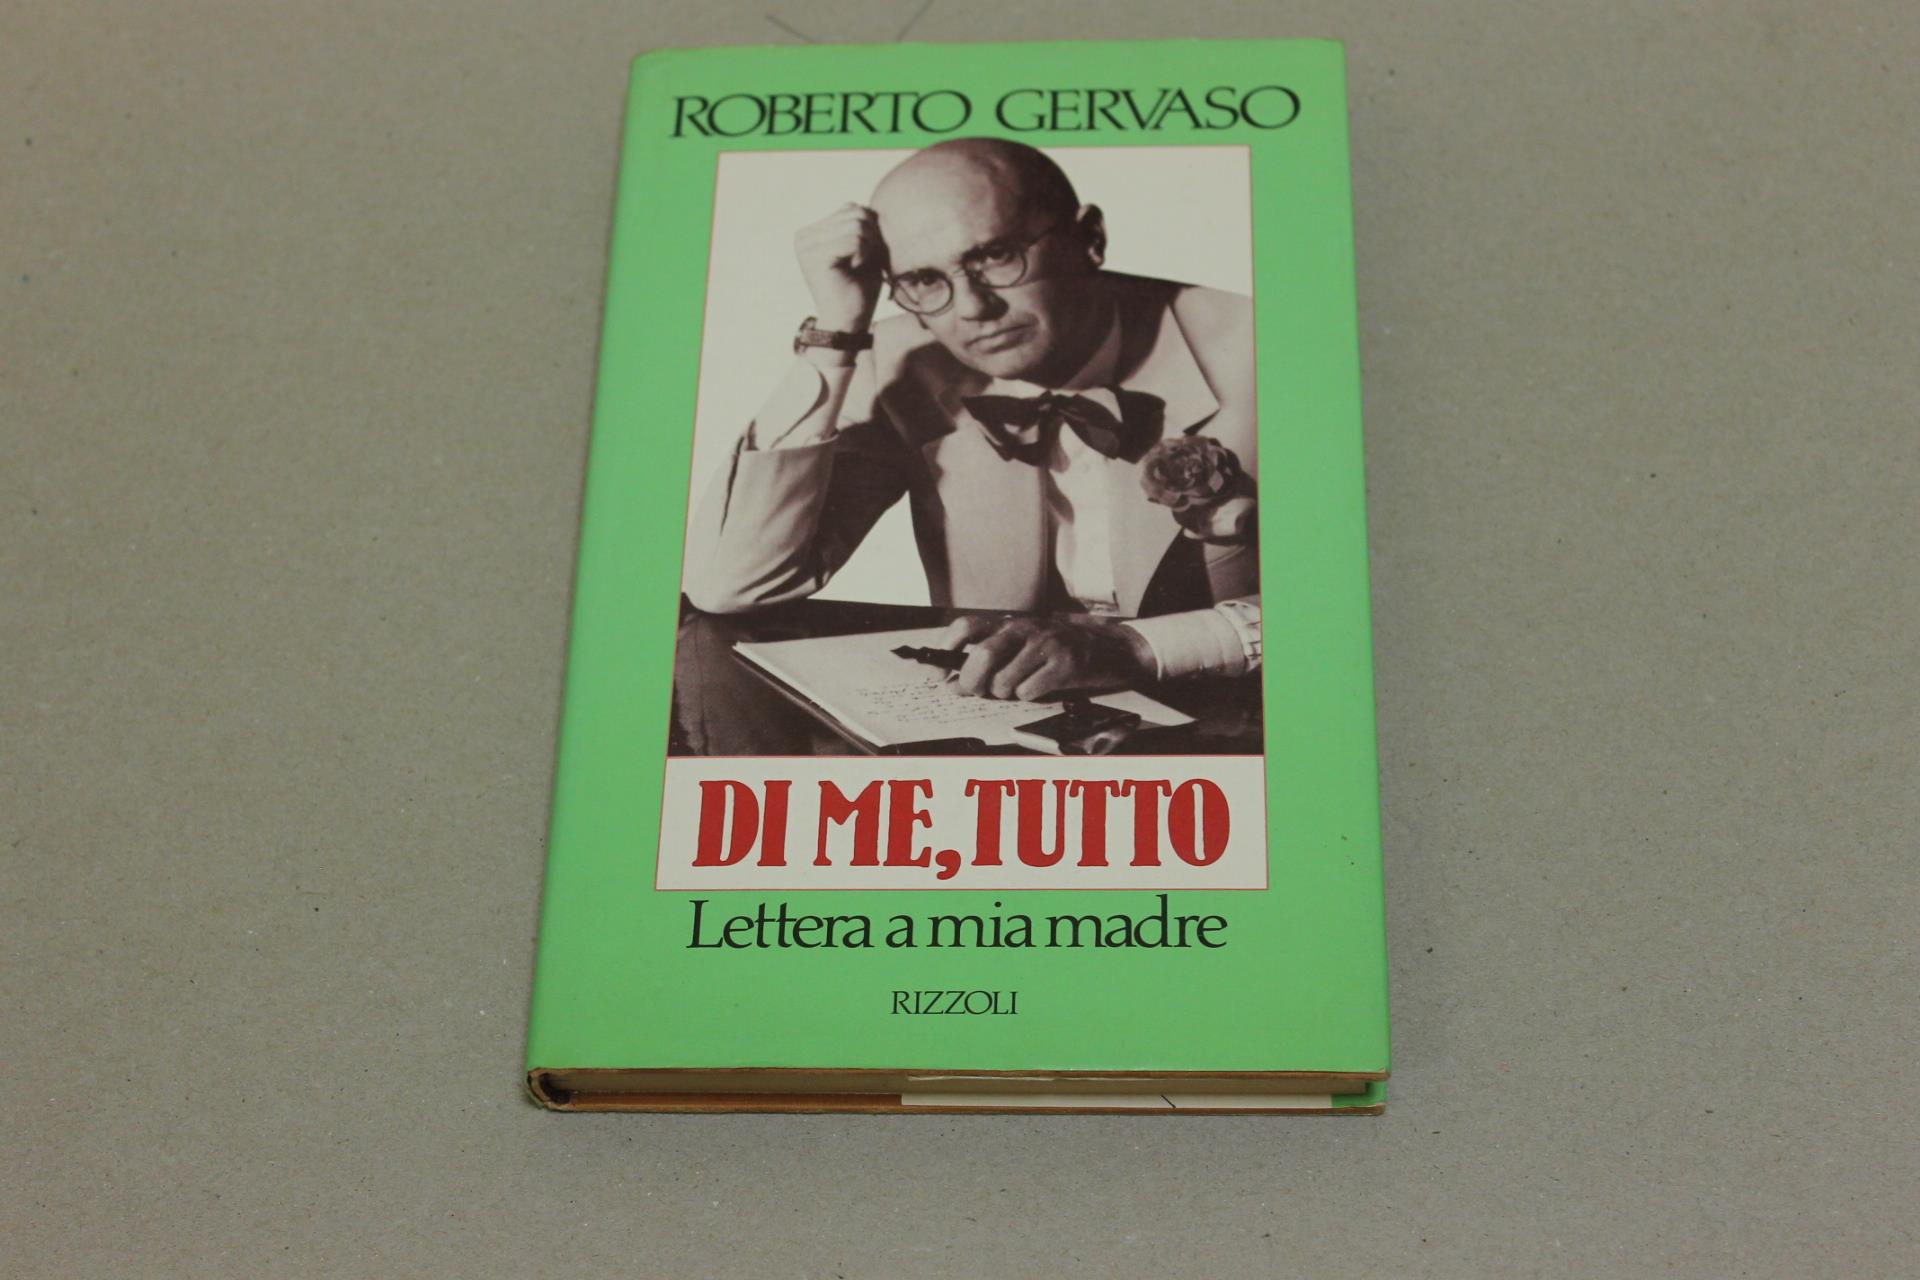 ROBERTO GERVASO
DI ME, TUTTO
Lettera a mia madre
RIZZOLI